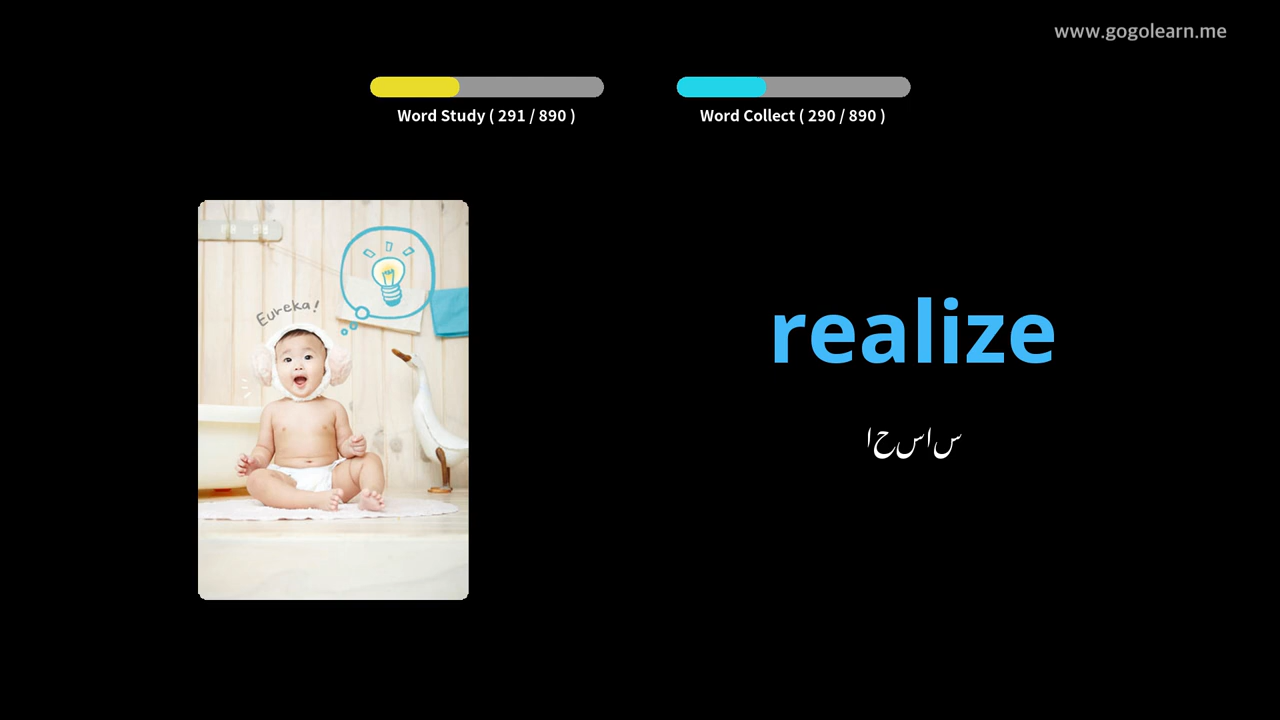 www.gogolearn.me
Word Study ( 291 / 890 )
Word Collect ( 290 / 890 )
Eureka!
realize
احساس